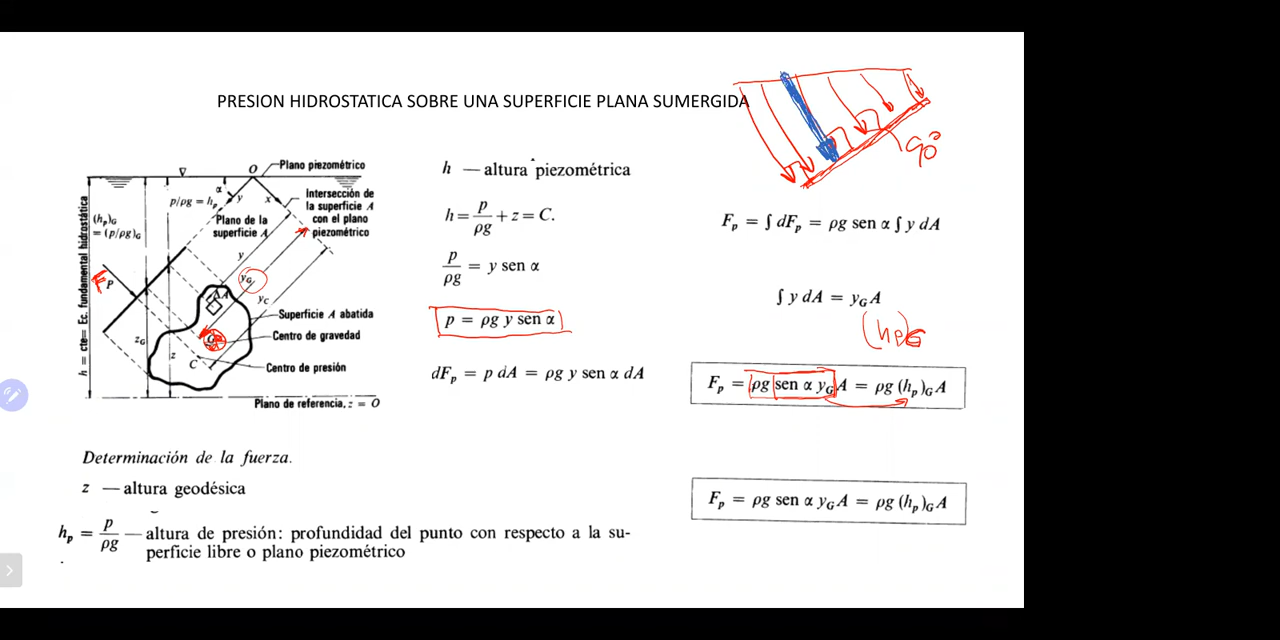 PRESION HIDROSTATICA SOBRE UNA SUPERFICIE PLANA SUMERGIDA
90°
O
Plano piezométrico
α
y
x
p/ρg = h_p
Intersección de
la superficie A
con el plano
piezométrico
(h_p)_G
= (p/ρg)_G
Plano de la
superficie A
y
y_G
y_C
F_P
ΔA
Superficie A abatida
G
Centro de gravedad
z_G
z
C
Centro de presión
h = cte= Ec. fundamental hidrostática
Plano de referencia, z = O
h — altura piezométrica
h = p/ρg + z = C.
p/ρg = y sen α
p = ρg y sen α
dF_p = p dA = ρg y sen α dA
F_p = ∫ dF_p = ρg sen α ∫ y dA
∫ y dA = y_G A
(hp)G
F_p = ρg sen α y_G A = ρg (h_p)_G A
F_p = ρg sen α y_G A = ρg (h_p)_G A
Determinación de la fuerza.
z — altura geodésica
h_p = p/ρg — altura de presión: profundidad del punto con respecto a la su-
perficie libre o plano piezométrico